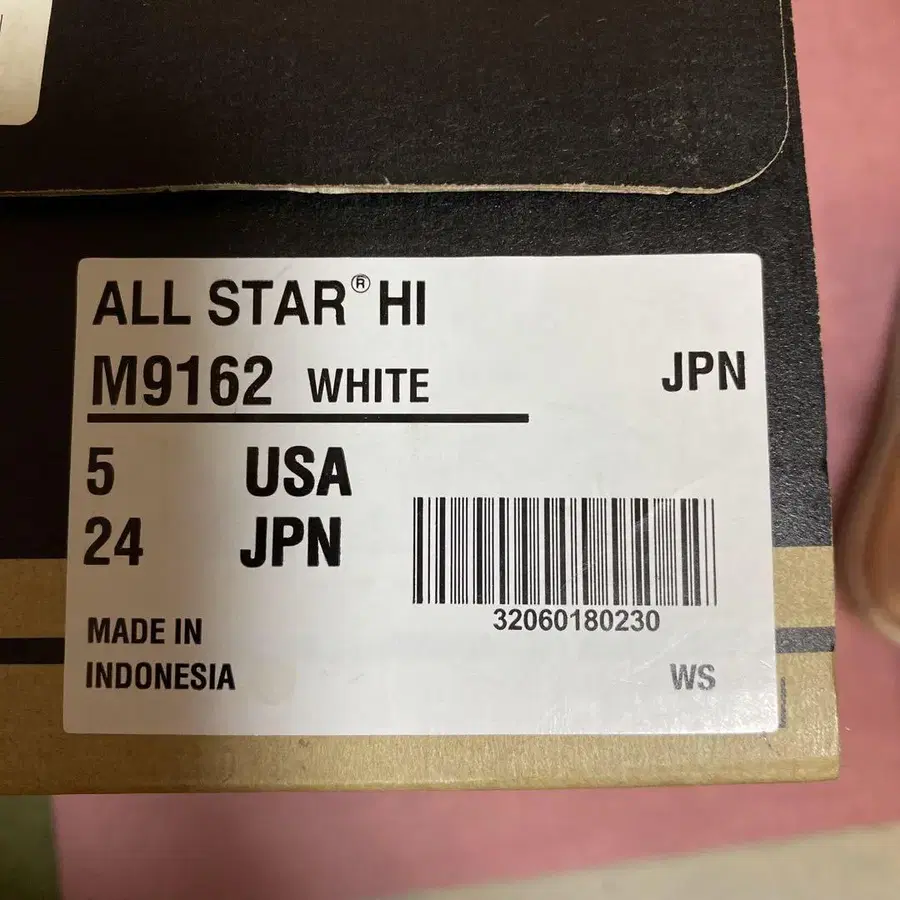 ALL STAR® HI
M9162 WHITE JPN
5 USA
24 JPN
32060180230
MADE IN
INDONESIA
WS